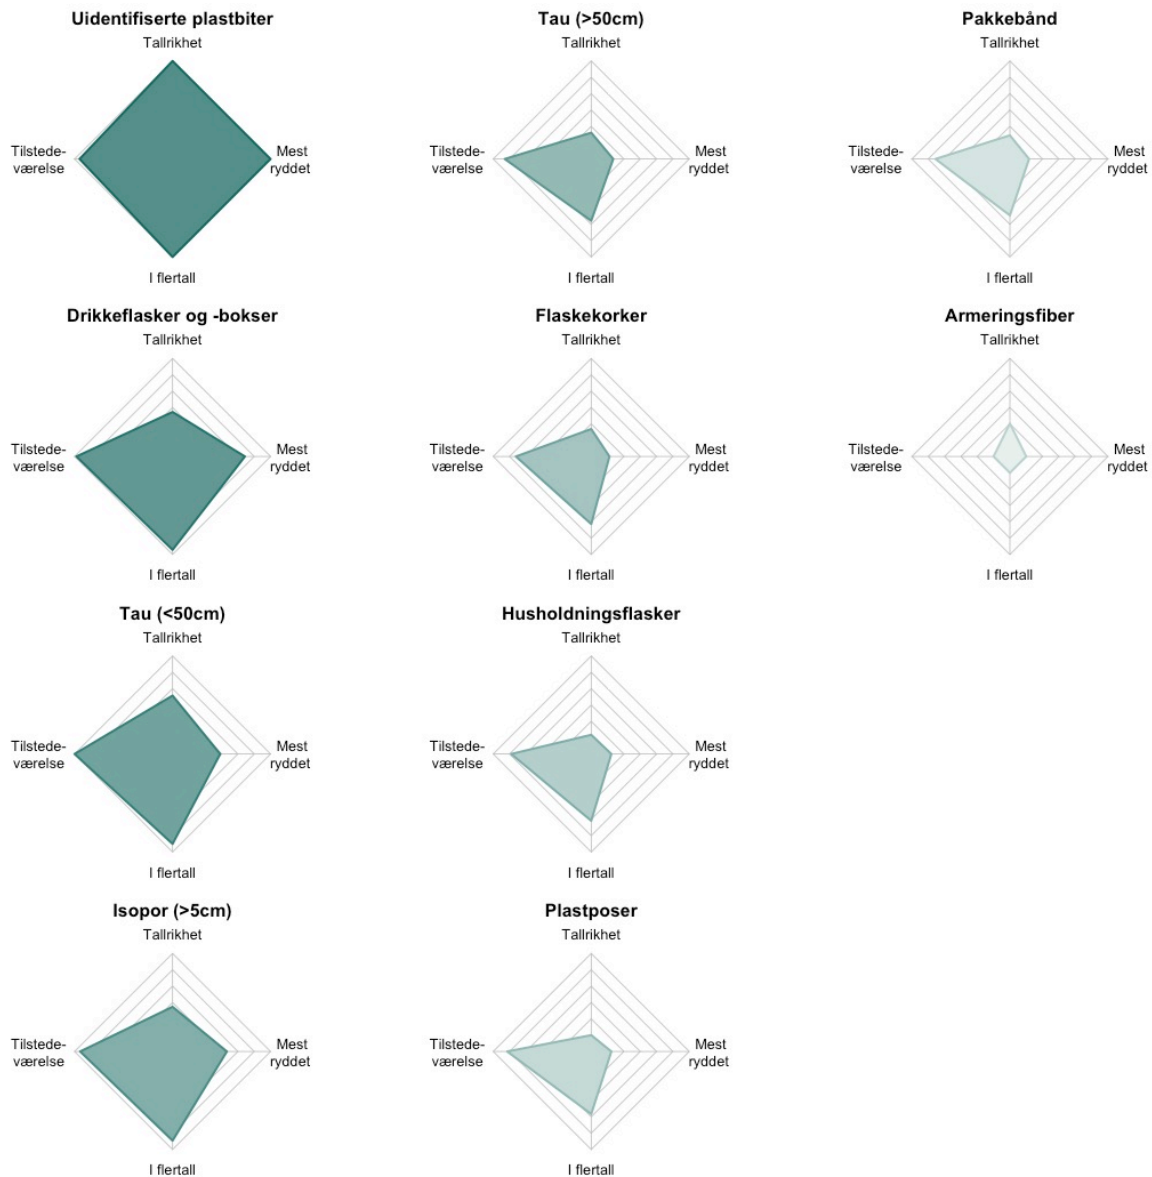 Uidentifiserte plastbiter
Tallrikhet
Tilstede-
værelse
Mest
ryddet
I flertall
Tau (>50cm)
Tallrikhet
Tilstede-
værelse
Mest
ryddet
I flertall
Pakkebånd
Tallrikhet
Tilstede-
værelse
Mest
ryddet
I flertall
Drikkeflasker og -bokser
Tallrikhet
Tilstede-
værelse
Mest
ryddet
I flertall
Flaskekorker
Tallrikhet
Tilstede-
værelse
Mest
ryddet
I flertall
Armeringsfiber
Tallrikhet
Tilstede-
værelse
Mest
ryddet
I flertall
Tau (<50cm)
Tallrikhet
Tilstede-
værelse
Mest
ryddet
I flertall
Husholdningsflasker
Tallrikhet
Tilstede-
værelse
Mest
ryddet
I flertall
Isopor (>5cm)
Tallrikhet
Tilstede-
værelse
Mest
ryddet
I flertall
Plastposer
Tallrikhet
Tilstede-
værelse
Mest
ryddet
I flertall